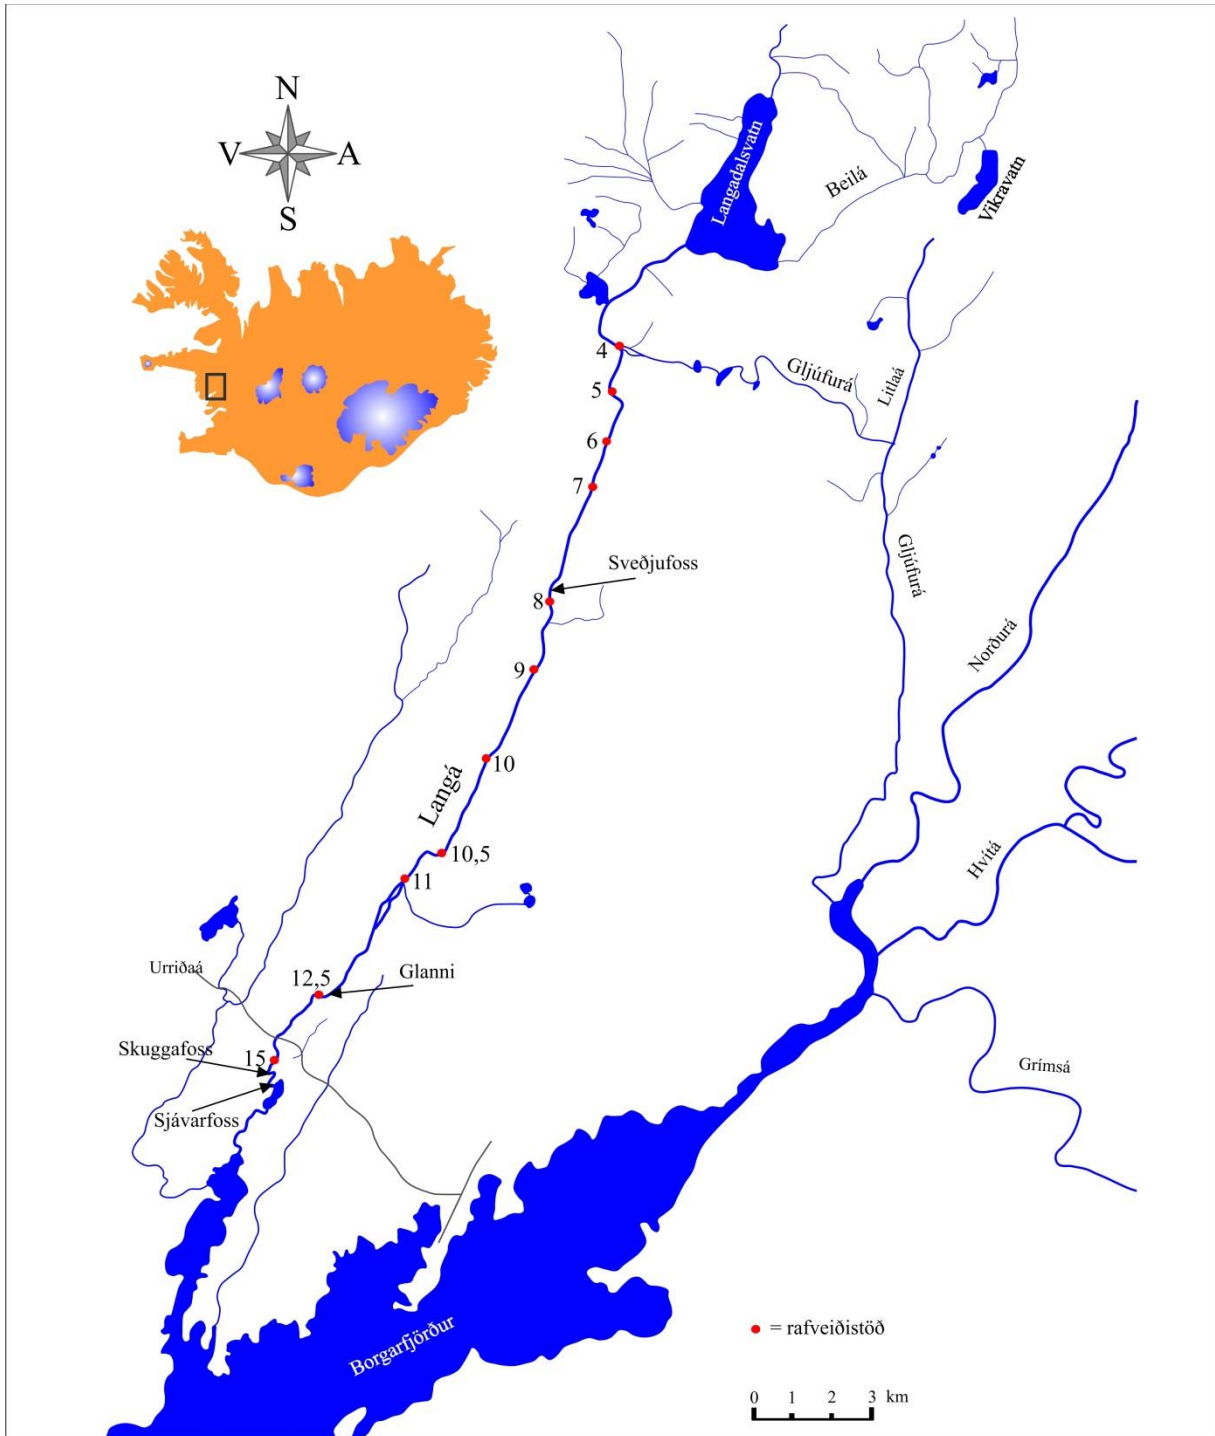 N
V
A
S
Langadalsvatn
Beilá
Vikravatn
4
Gljúfurá
Litlaá
5
6
7
Gljúfurá
Sveðjufoss
8
Norðurá
9
10
Langá
10,5
Hvítá
11
Urriðaá
12,5
Glanni
Skuggafoss
15
Grímsá
Sjávarfoss
Borgarfjörður
= rafveiðistöð
0 1 2 3 km